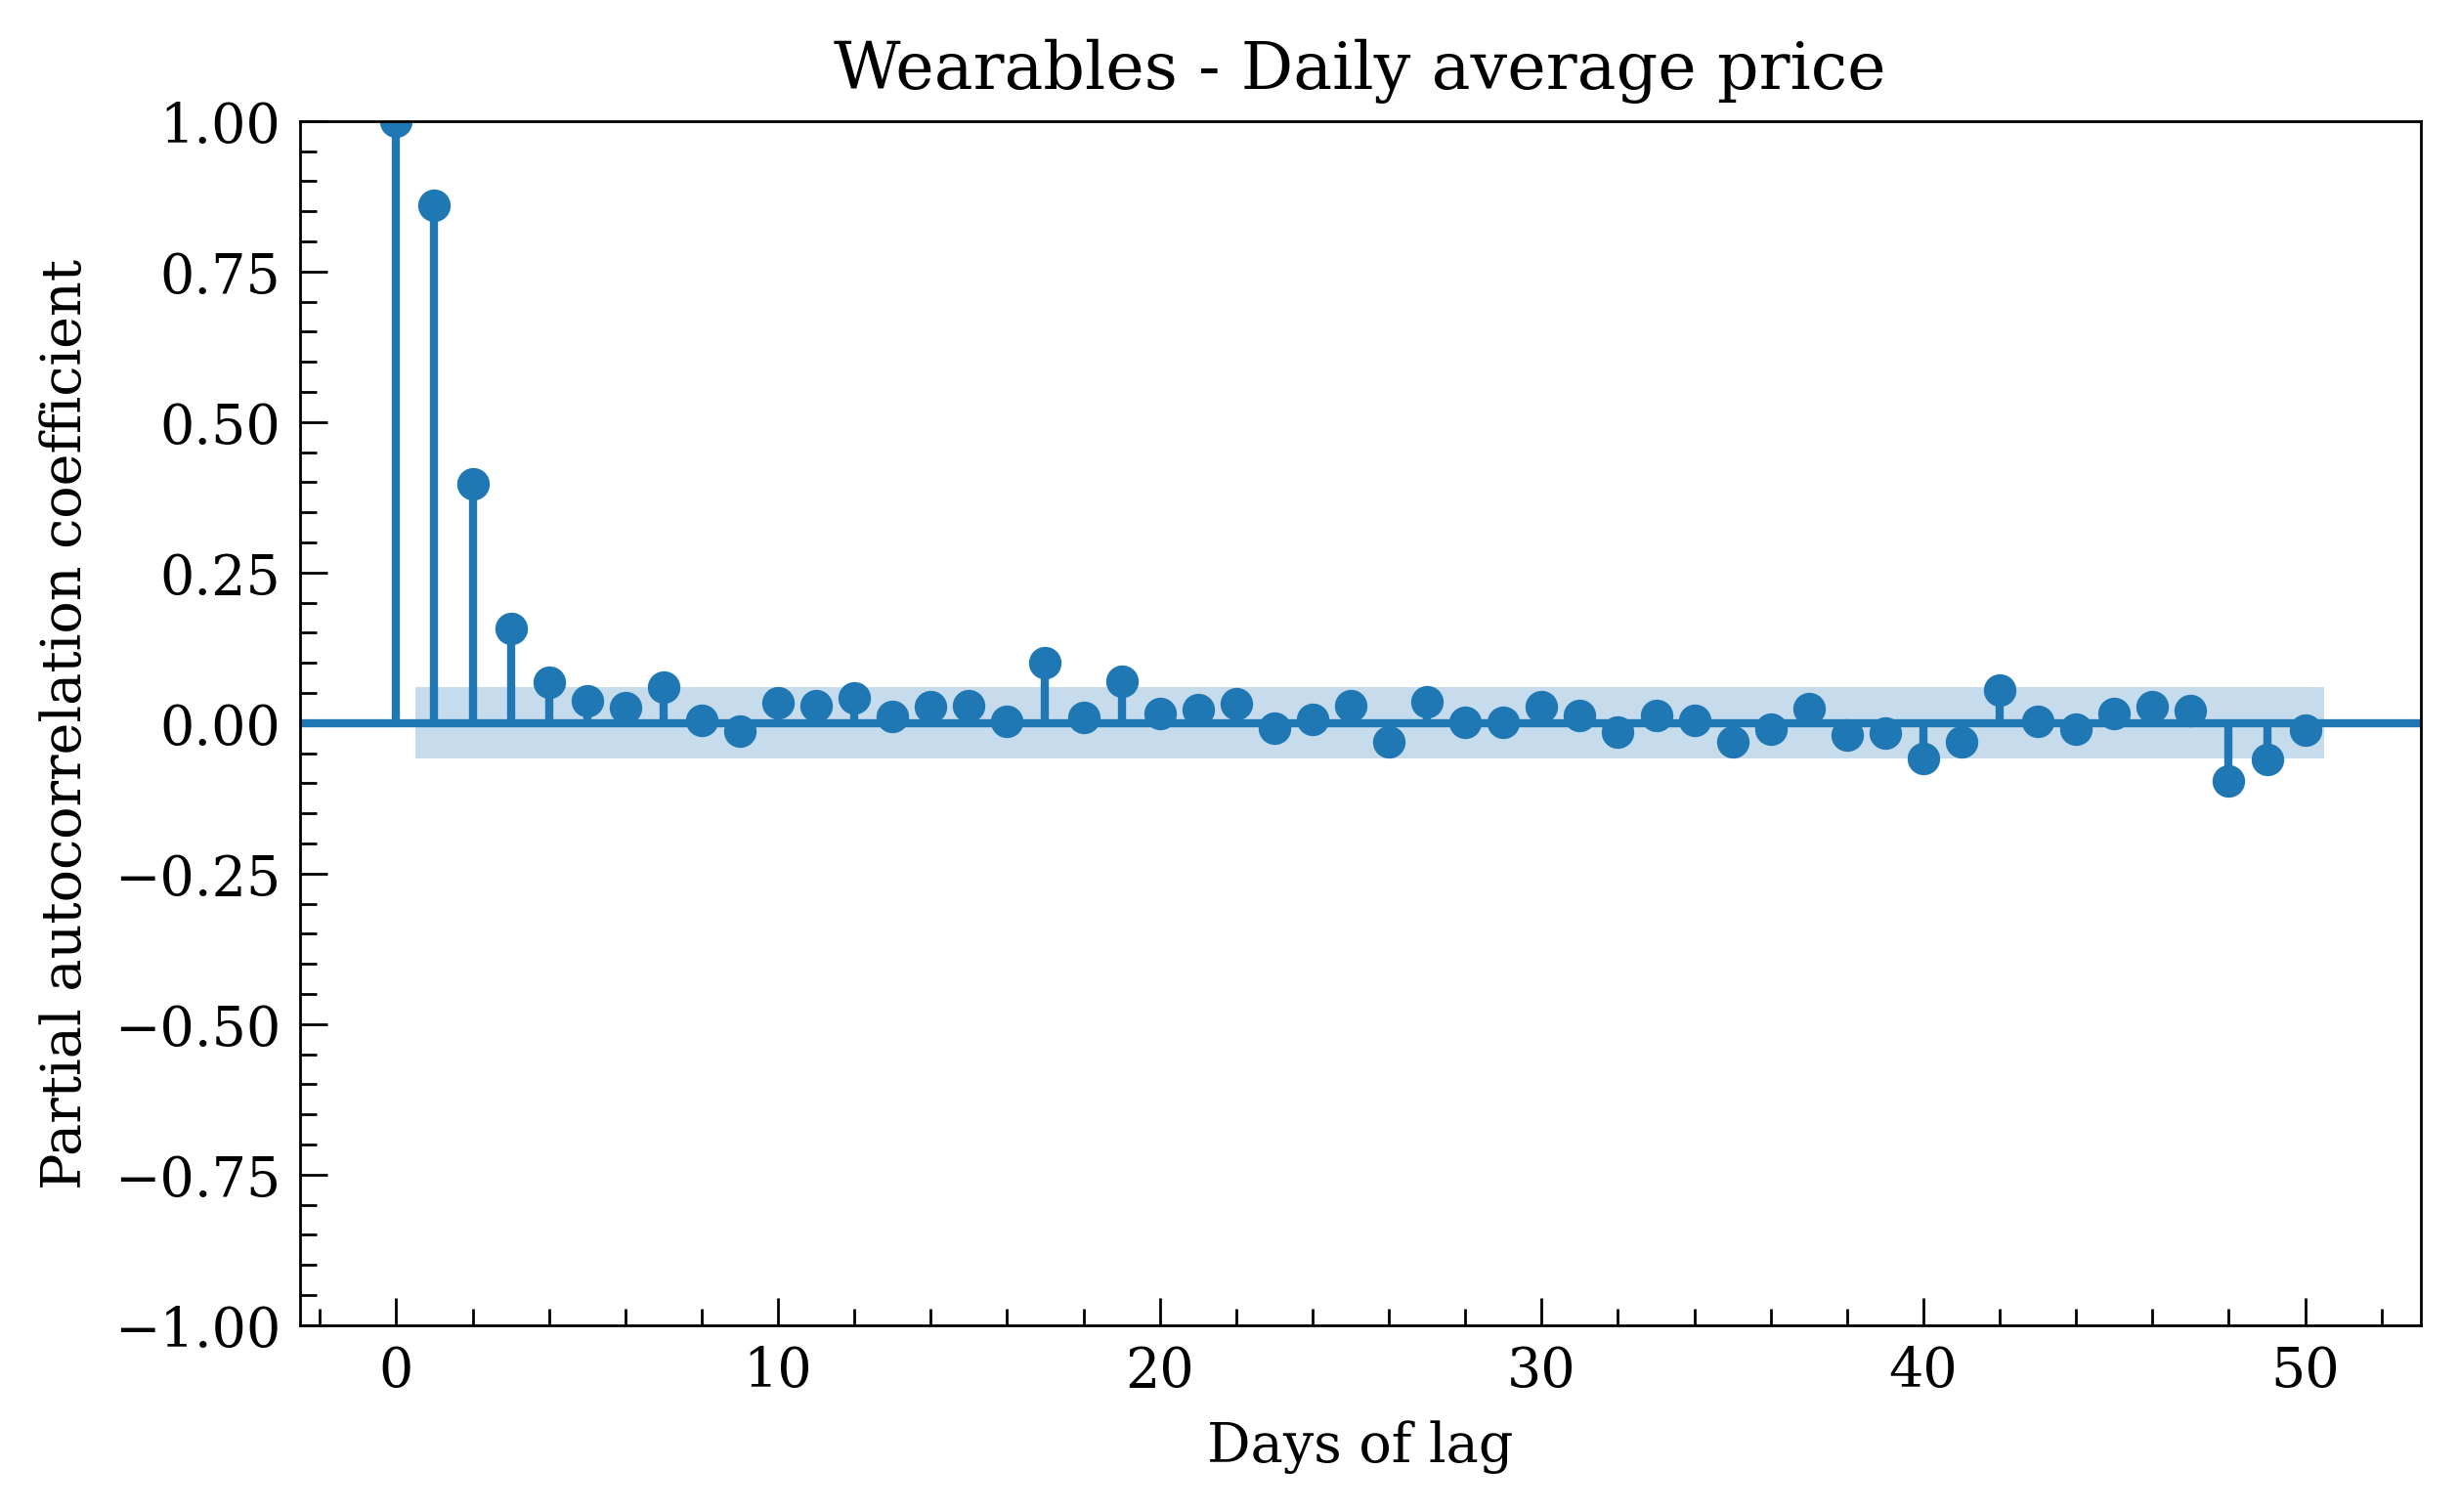 Wearables - Daily average price
Partial autocorrelation coefficient
1.00
0.75
0.50
0.25
0.00
−0.25
−0.50
−0.75
−1.00
0 10 20 30 40 50
Days of lag